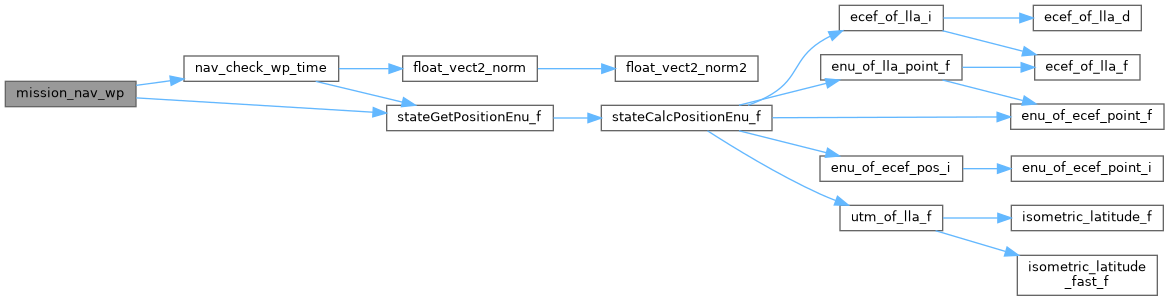 mission_nav_wp
nav_check_wp_time
float_vect2_norm
float_vect2_norm2
stateGetPositionEnu_f
stateCalcPositionEnu_f
ecef_of_lla_i
ecef_of_lla_d
enu_of_lla_point_f
ecef_of_lla_f
enu_of_ecef_point_f
enu_of_ecef_pos_i
enu_of_ecef_point_i
utm_of_lla_f
isometric_latitude_f
isometric_latitude
_fast_f